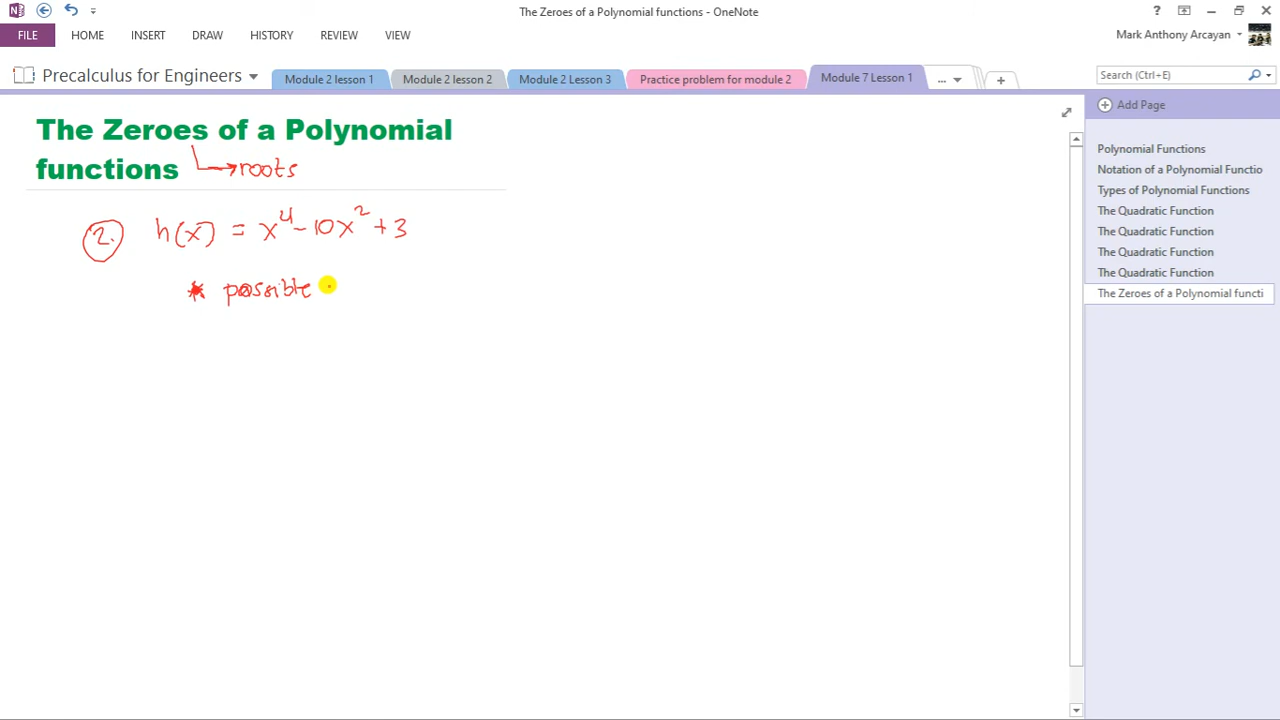 The Zeroes of a Polynomial functions - OneNote
?
FILE HOME INSERT DRAW HISTORY REVIEW VIEW
Mark Anthony Arcayan
Precalculus for Engineers
Module 2 lesson 1
Module 2 lesson 2
Module 2 Lesson 3
Practice problem for module 2
Module 7 Lesson 1
...
+
Search (Ctrl+E)
The Zeroes of a Polynomial
functions
roots
2. h(x) = x⁴ - 10x² + 3
* possible
Add Page
Polynomial Functions
Notation of a Polynomial Functio
Types of Polynomial Functions
The Quadratic Function
The Quadratic Function
The Quadratic Function
The Quadratic Function
The Zeroes of a Polynomial functi